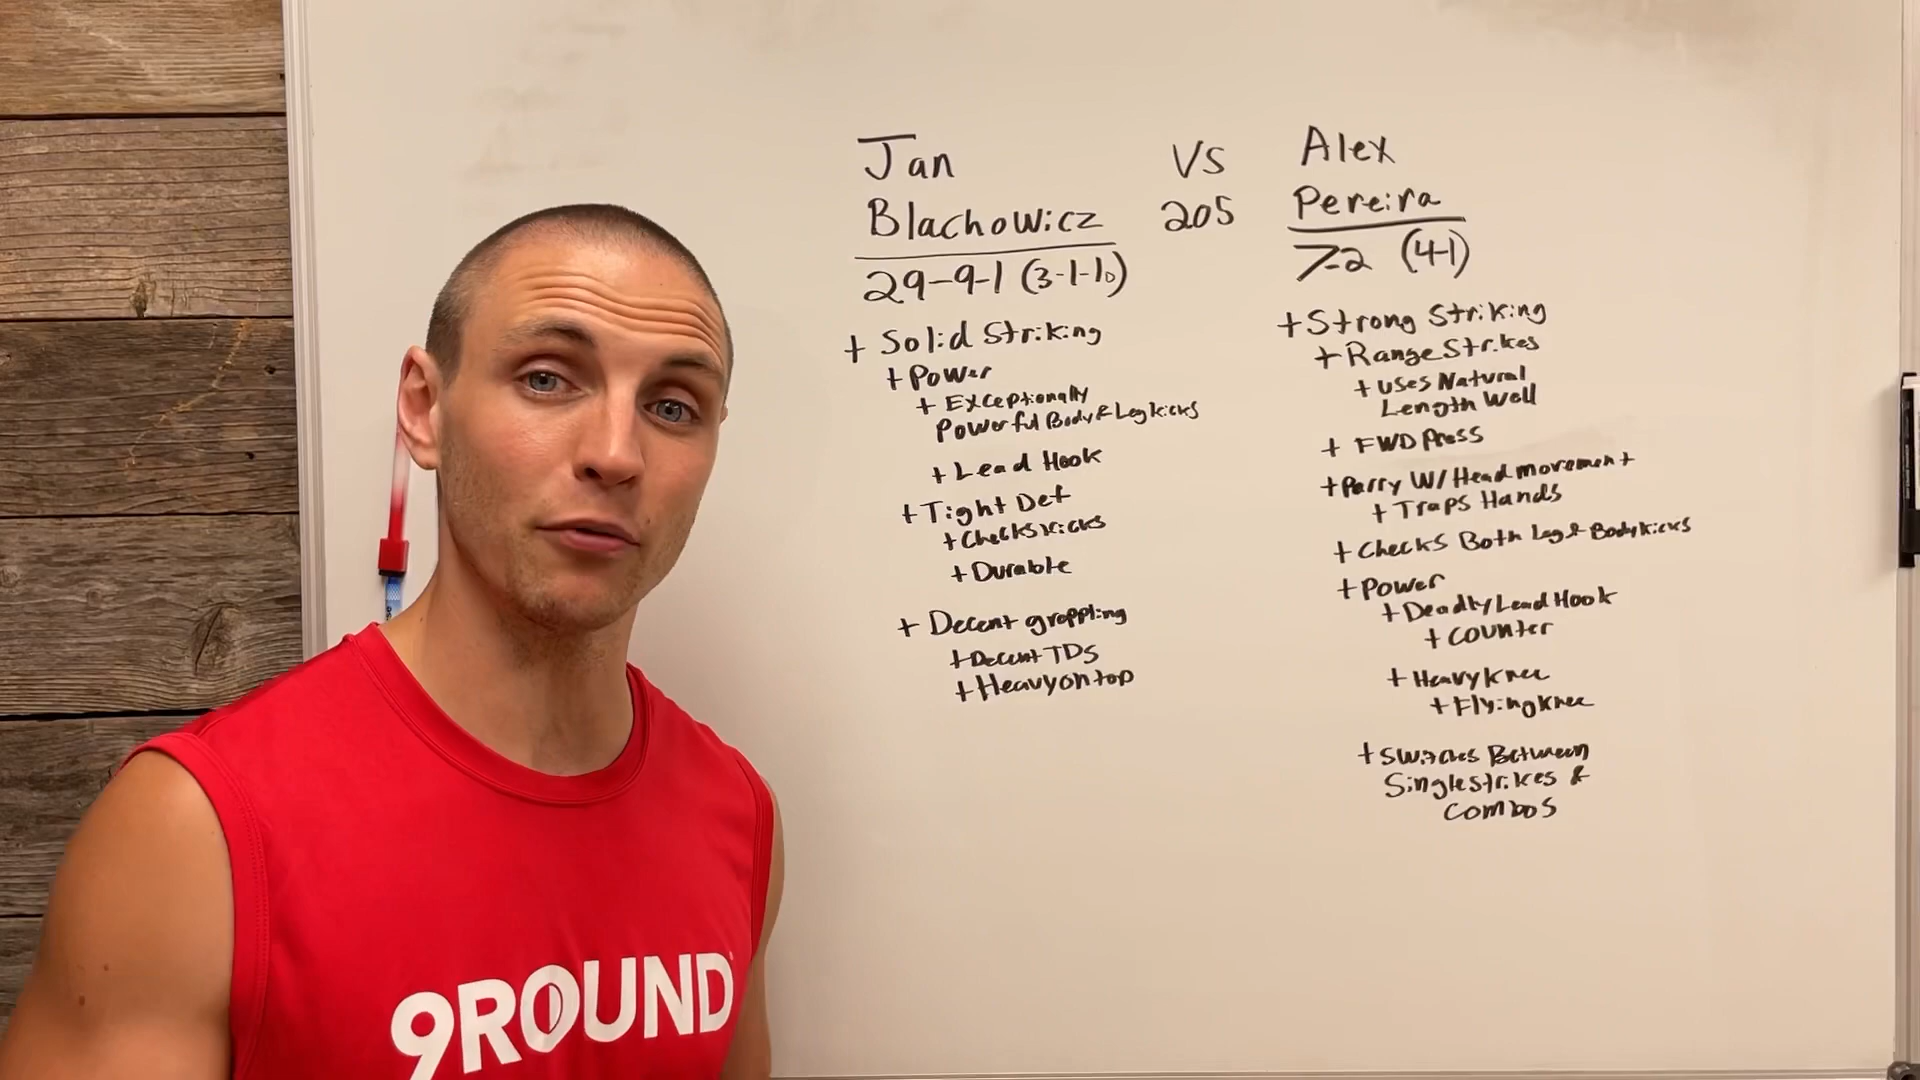 Jan
Blachowicz
29-9-1 (3-1-1D)
+ Solid Striking
+ Power
+ Exceptionally
Powerful Body & Leg kicks
+ Lead Hook
+ Tight Def
+ Checks kicks
+ Durable
+ Decent grappling
+ Decent TDS
+ Heavy on top
VS
205
Alex
Pereira
7-2 (4-1)
+ Strong Striking
+ Range Strikes
+ Uses Natural
Length Well
+ FWD Press
+ Parry W/ Head movement
+ Traps Hands
+ Checks Both Leg & Body kicks
+ Power
+ Deadly Lead Hook
+ Counter
+ Heavy knee
+ Flying knee
+ Switches Between
Single strikes &
Combos
9ROUND